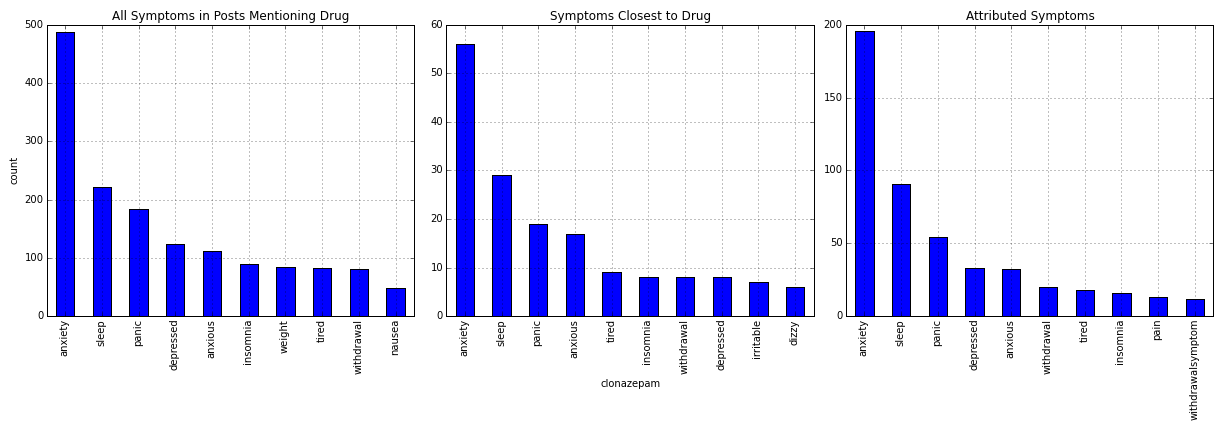 All Symptoms in Posts Mentioning Drug
count
500
400
300
200
100
0
anxiety
sleep
panic
depressed
anxious
insomnia
weight
tired
withdrawal
nausea
Symptoms Closest to Drug
60
50
40
30
20
10
0
anxiety
sleep
panic
anxious
tired
insomnia
withdrawal
depressed
irritable
dizzy
clonazepam
Attributed Symptoms
200
150
100
50
0
anxiety
sleep
panic
depressed
anxious
withdrawal
tired
insomnia
pain
withdrawalsymptom